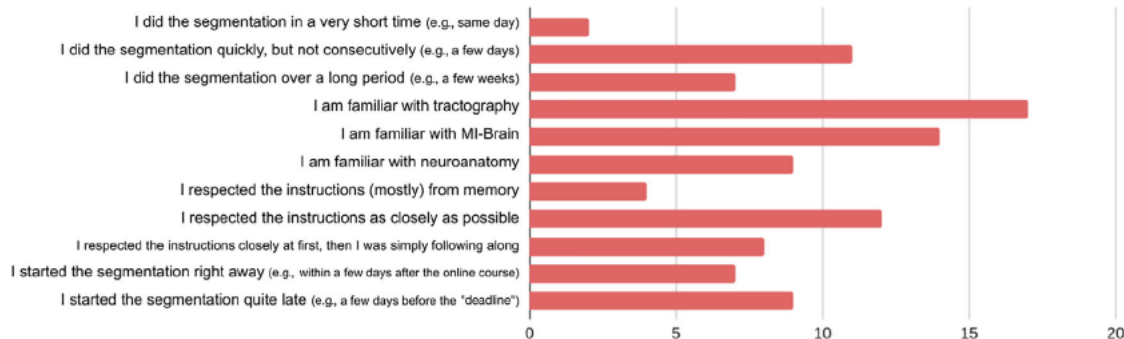 I did the segmentation in a very short time (e.g., same day)
I did the segmentation quickly, but not consecutively (e.g., a few days)
I did the segmentation over a long period (e.g., a few weeks)
I am familiar with tractography
I am familiar with MI-Brain
I am familiar with neuroanatomy
I respected the instructions (mostly) from memory
I respected the instructions as closely as possible
I respected the instructions closely at first, then I was simply following along
I started the segmentation right away (e.g., within a few days after the online course)
I started the segmentation quite late (e.g., a few days before the "deadline")
0 5 10 15 20